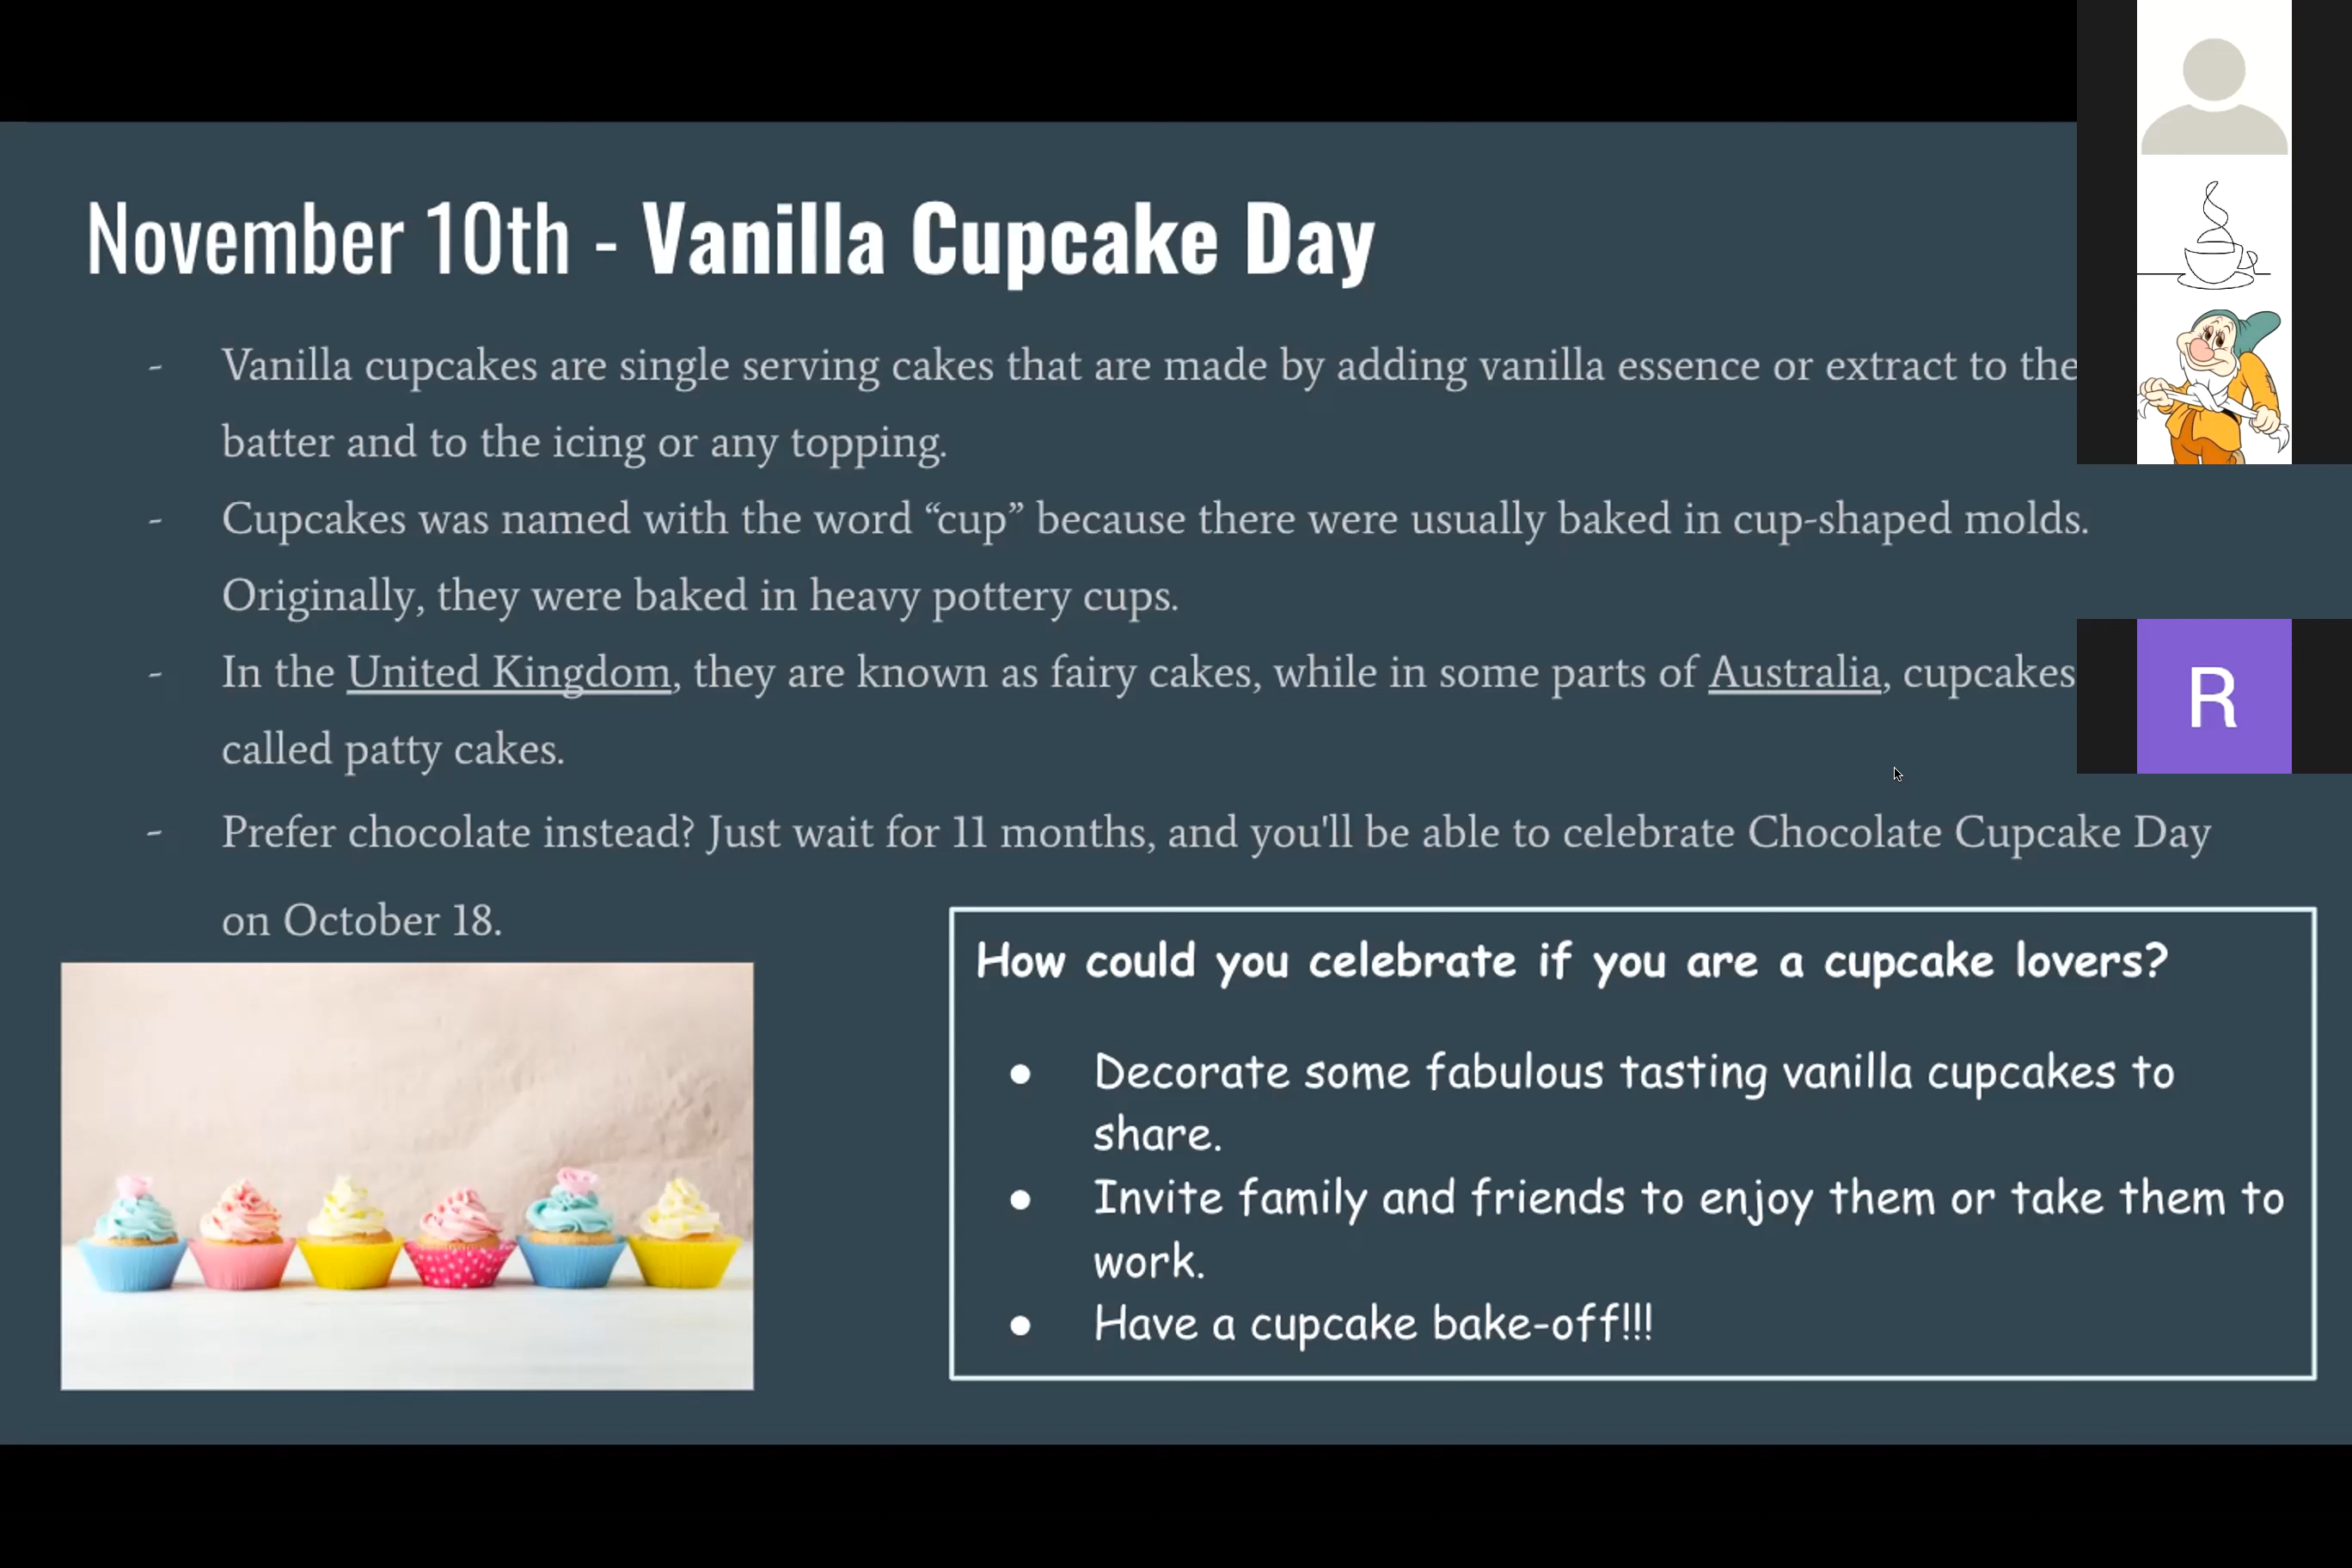 November 10th - Vanilla Cupcake Day
- Vanilla cupcakes are single serving cakes that are made by adding vanilla essence or extract to the
batter and to the icing or any topping.
- Cupcakes was named with the word “cup” because there were usually baked in cup-shaped molds.
Originally, they were baked in heavy pottery cups.
- In the United Kingdom, they are known as fairy cakes, while in some parts of Australia, cupcakes
called patty cakes.
- Prefer chocolate instead? Just wait for 11 months, and you'll be able to celebrate Chocolate Cupcake Day
on October 18.
How could you celebrate if you are a cupcake lovers?
● Decorate some fabulous tasting vanilla cupcakes to
share.
● Invite family and friends to enjoy them or take them to
work.
● Have a cupcake bake-off!!!
R